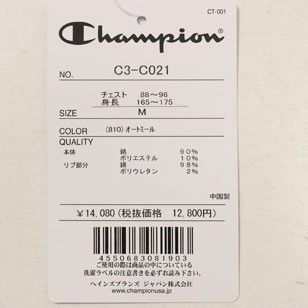 CT-001
Champion
NO. C3-C021
チェスト 88〜96
身長 165〜175
SIZE M
COLOR (810) オートミール
QUALITY
本体 綿 90%
ポリエステル 10%
リブ部分 綿 98%
ポリウレタン 2%
中国製
¥14,080(税抜価格 12,800円)
4550683081903
ご使用の際は商品の中についている
洗濯ラベルの注意書きを必ずお読み下さい。
ヘインズブランズ ジャパン株式会社
www.championusa.jp